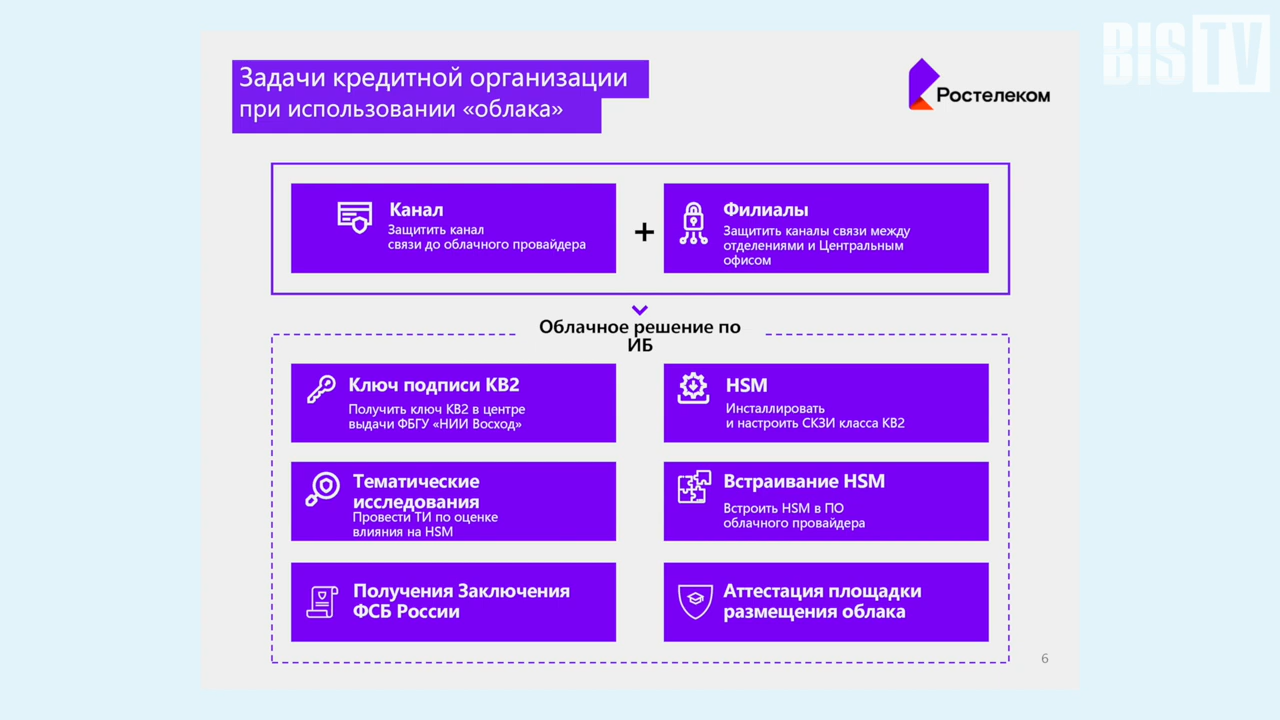 BIS TV
Задачи кредитной организации
при использовании «облака»
Ростелеком
Канал
Защитить канал
связи до облачного провайдера
+
Филиалы
Защитить каналы связи между
отделениями и Центральным
офисом
Облачное решение по
ИБ
Ключ подписи КВ2
Получить ключ КВ2 в центре
выдачи ФБГУ «НИИ Восход»
HSM
Инсталлировать
и настроить СКЗИ класса КВ2
Тематические
исследования
Провести ТИ по оценке
влияния на HSM
Встраивание HSM
Встроить HSM в ПО
облачного провайдера
Получения Заключения
ФСБ России
Аттестация площадки
размещения облака
6